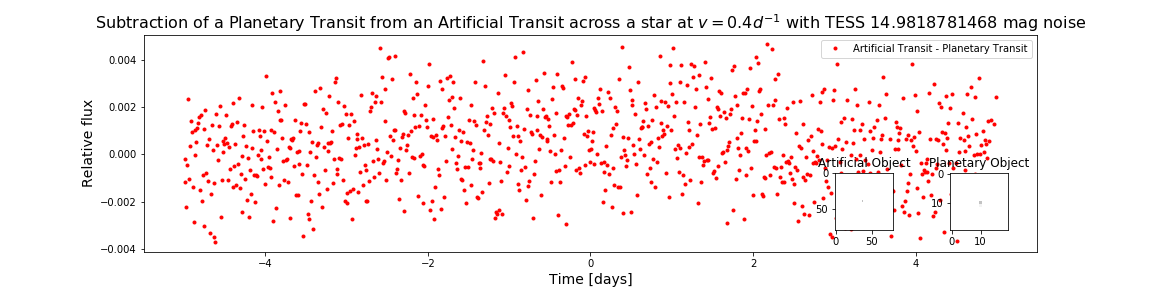 Subtraction of a Planetary Transit from an Artificial Transit across a star at v = 0.4d⁻¹ with TESS 14.9818781468 mag noise
Artificial Transit - Planetary Transit
Relative flux
0.004
0.002
0.000
−0.002
−0.004
Artificial Object
0
50
0 50
Planetary Object
0
10
0 10
−4 −2 0 2 4
Time [days]